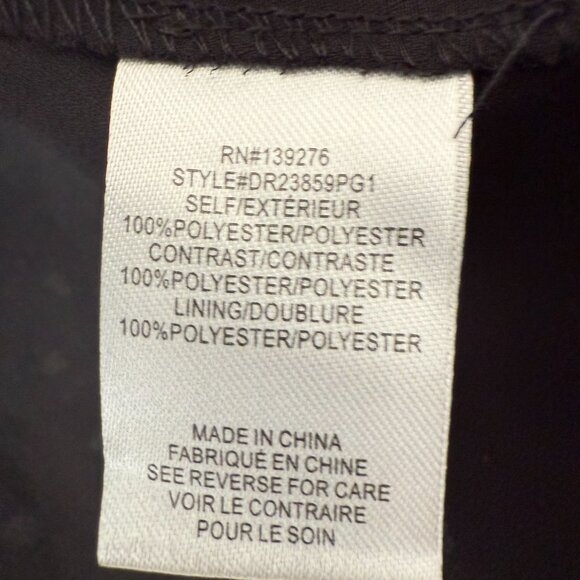 RN#139276
STYLE#DR23859PG1
SELF/EXTÉRIEUR
100%POLYESTER/POLYESTER
CONTRAST/CONTRASTE
100%POLYESTER/POLYESTER
LINING/DOUBLURE
100%POLYESTER/POLYESTER
MADE IN CHINA
FABRIQUÉ EN CHINE
SEE REVERSE FOR CARE
VOIR LE CONTRAIRE
POUR LE SOIN